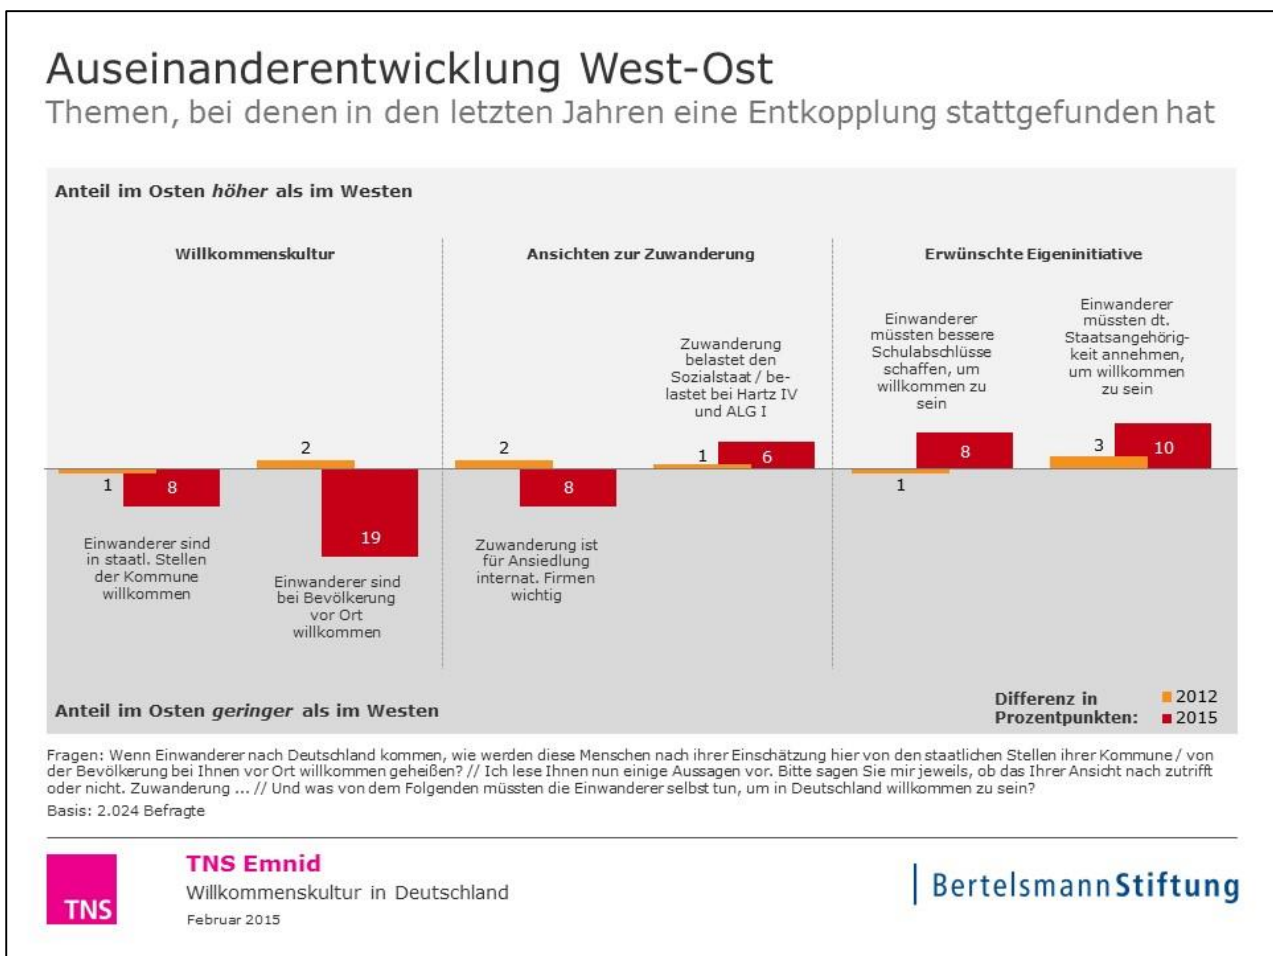 Auseinanderentwicklung West-Ost
Themen, bei denen in den letzten Jahren eine Entkopplung stattgefunden hat
Anteil im Osten höher als im Westen
Willkommenskultur
Ansichten zur Zuwanderung
Erwünschte Eigeninitiative
Einwanderer
müssten dt.
Staatsangehörig-
keit annehmen,
um willkommen
zu sein
Einwanderer
müssten bessere
Schulabschlüsse
schaffen, um
willkommen zu
sein
Zuwanderung
belastet den
Sozialstaat / be-
lastet bei Hartz IV
und ALG I
1
8
2
19
2
8
1
6
1
8
3
10
Einwanderer sind
in staatl. Stellen
der Kommune
willkommen
Einwanderer sind
bei Bevölkerung
vor Ort
willkommen
Zuwanderung ist
für Ansiedlung
internat. Firmen
wichtig
Anteil im Osten geringer als im Westen
Differenz in
Prozentpunkten:
2012
2015
Fragen: Wenn Einwanderer nach Deutschland kommen, wie werden diese Menschen nach ihrer Einschätzung hier von den staatlichen Stellen ihrer Kommune / von
der Bevölkerung bei Ihnen vor Ort willkommen geheißen? // Ich lese Ihnen nun einige Aussagen vor. Bitte sagen Sie mir jeweils, ob das Ihrer Ansicht nach zutrifft
oder nicht. Zuwanderung ... // Und was von dem Folgenden müssten die Einwanderer selbst tun, um in Deutschland willkommen zu sein?
Basis: 2.024 Befragte
TNS
TNS Emnid
Willkommenskultur in Deutschland
Februar 2015
BertelsmannStiftung